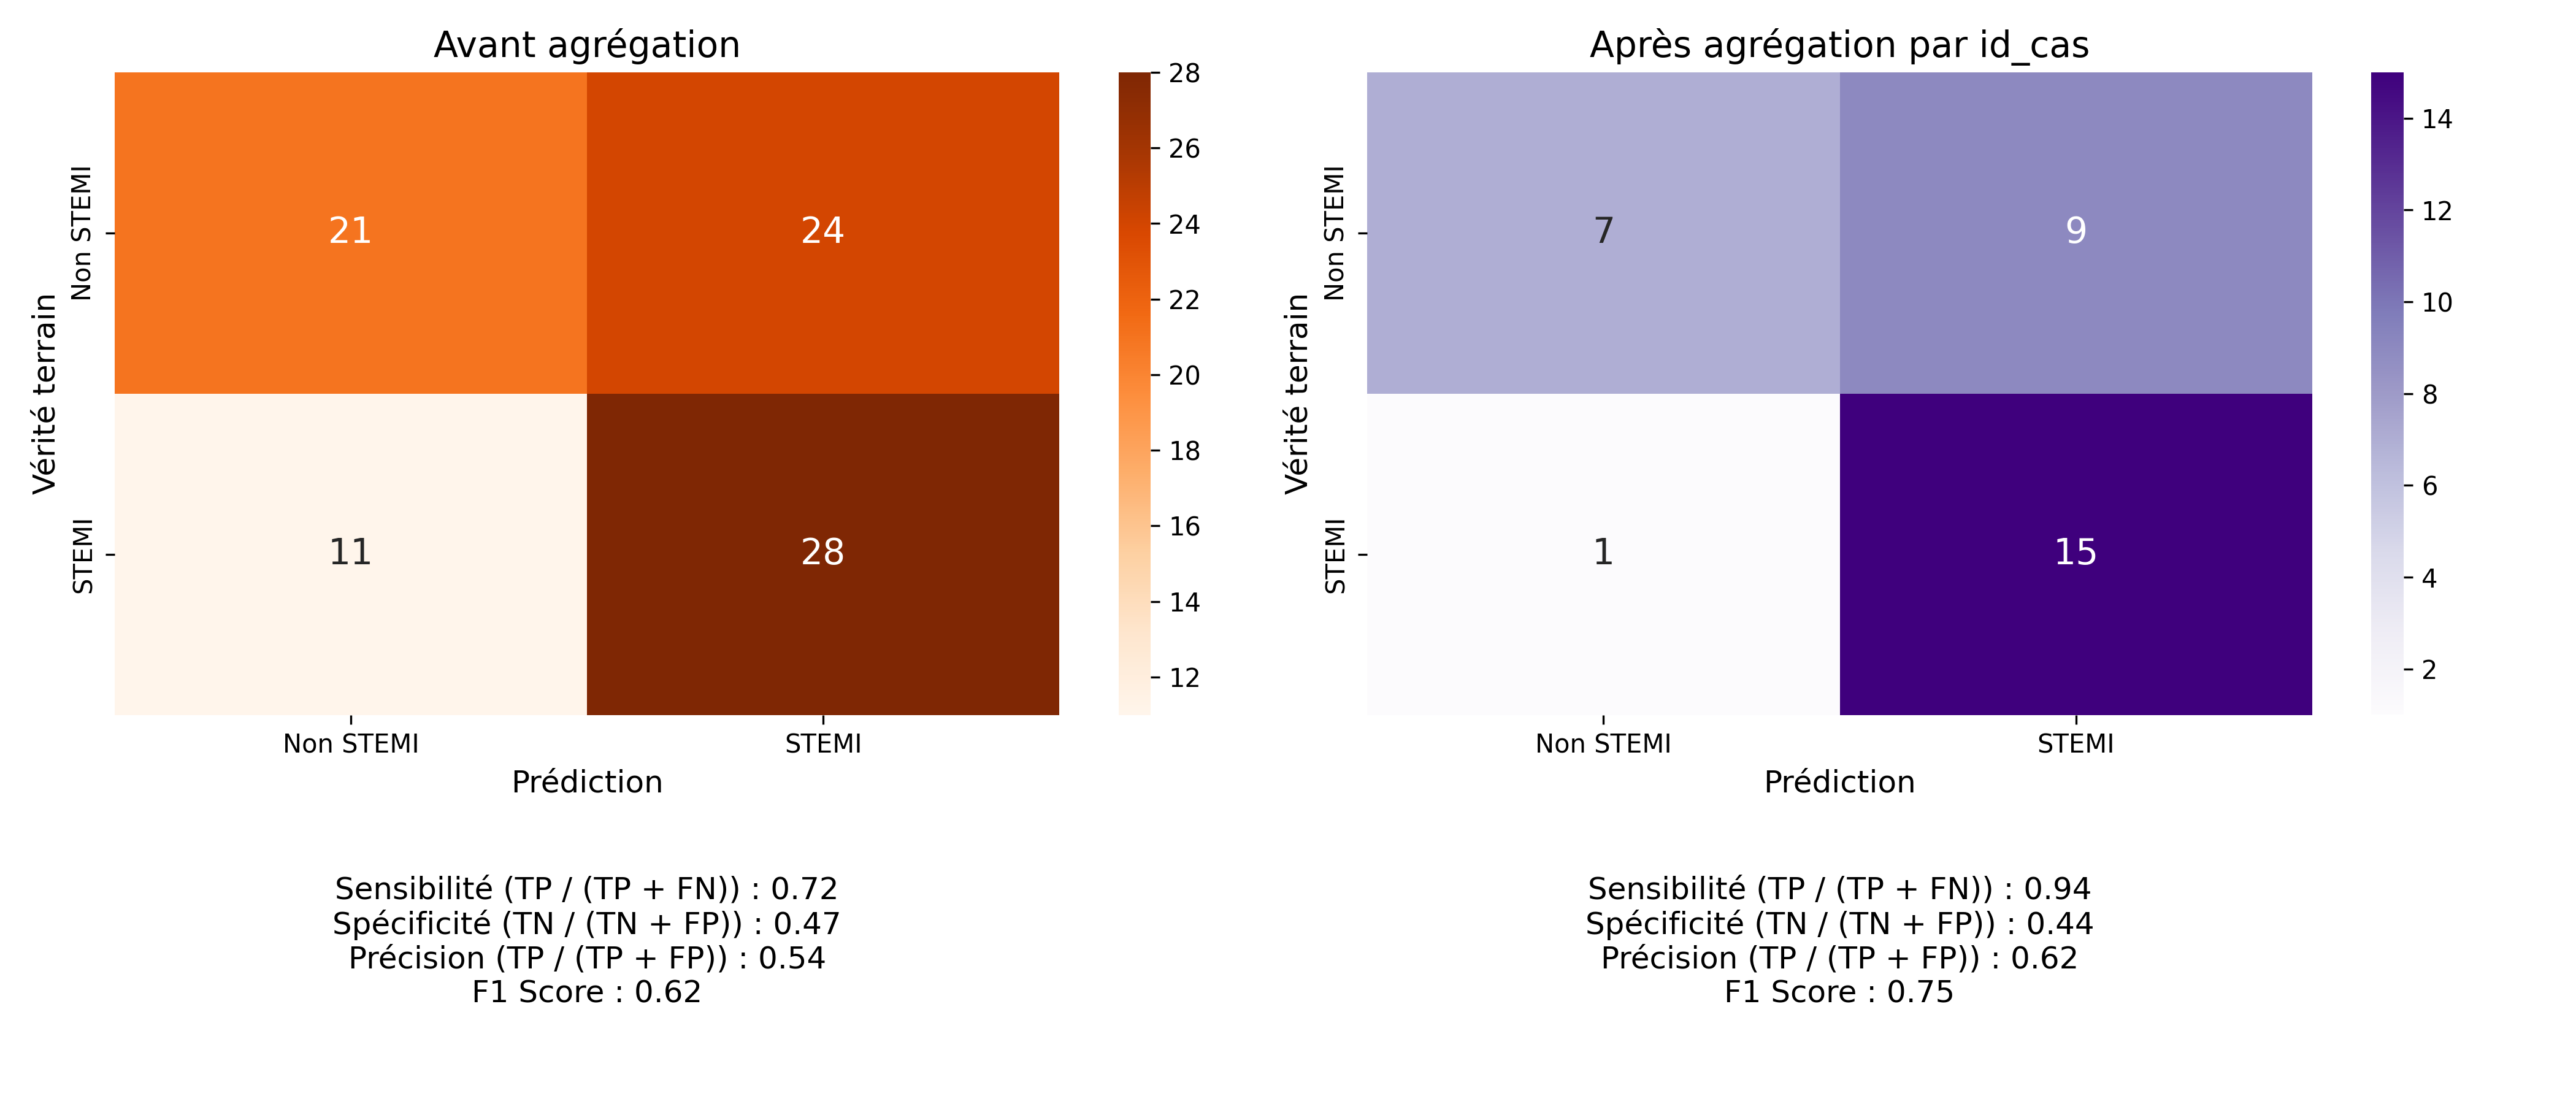 Avant agrégation
Vérité terrain
Non STEMI
STEMI
21
24
11
28
28
26
24
22
20
18
16
14
12
Non STEMI
STEMI
Prédiction
Sensibilité (TP / (TP + FN)) : 0.72
Spécificité (TN / (TN + FP)) : 0.47
Précision (TP / (TP + FP)) : 0.54
F1 Score : 0.62
Après agrégation par id_cas
Vérité terrain
Non STEMI
STEMI
7
9
1
15
14
12
10
8
6
4
2
Non STEMI
STEMI
Prédiction
Sensibilité (TP / (TP + FN)) : 0.94
Spécificité (TN / (TN + FP)) : 0.44
Précision (TP / (TP + FP)) : 0.62
F1 Score : 0.75